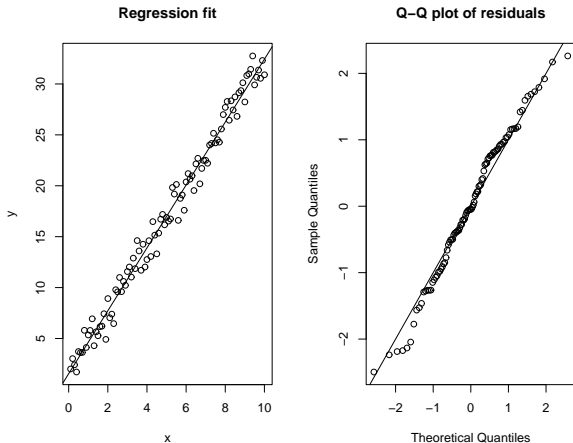 Regression fit
30
25
20
15
10
5
y
0 2 4 6 8 10
x
Q−Q plot of residuals
2
1
0
−1
−2
Sample Quantiles
−2 −1 0 1 2
Theoretical Quantiles